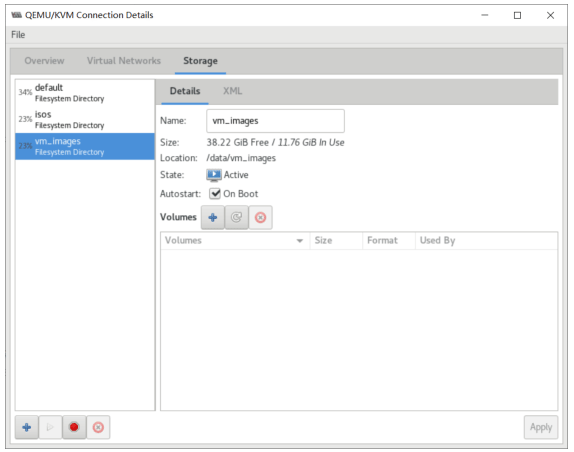 QEMU/KVM Connection Details
File
Overview Virtual Networks Storage
34% default
Filesystem Directory
23% isos
Filesystem Directory
23% vm_images
Filesystem Directory
Details XML
Name: vm_images
Size: 38.22 GiB Free / 11.76 GiB In Use
Location: /data/vm_images
State: Active
Autostart: On Boot
Volumes
Volumes Size Format Used By
Apply